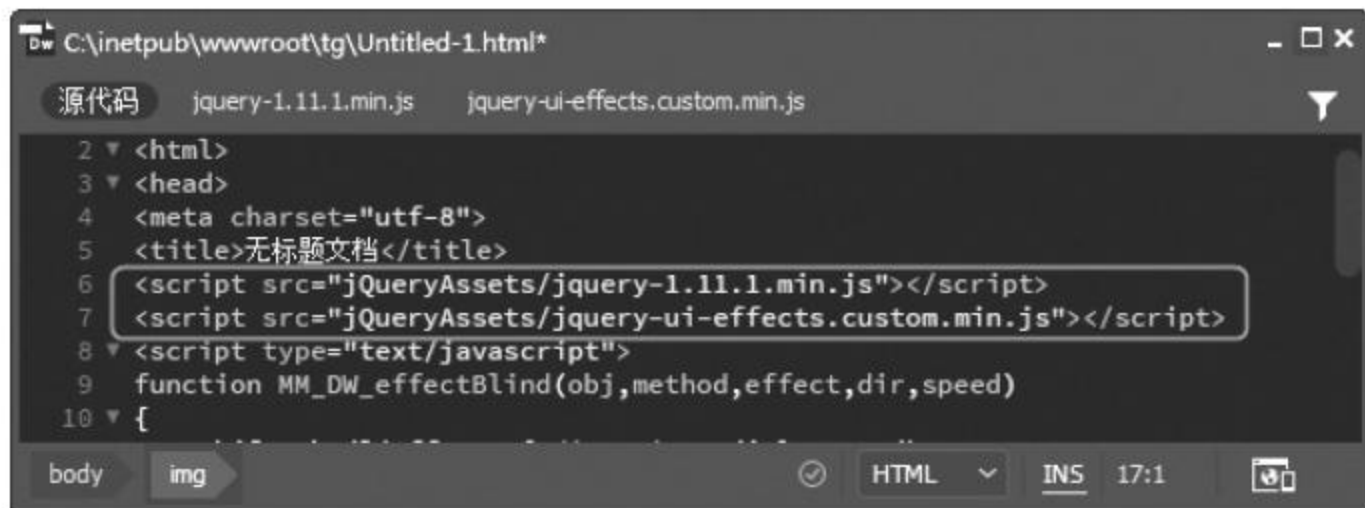 Dw C:\inetpub\wwwroot\tg\Untitled-1.html*
源代码 jquery-1.11.1.min.js jquery-ui-effects.custom.min.js
2 <html>
3 <head>
4 <meta charset="utf-8">
5 <title>无标题文档</title>
6 <script src="jQueryAssets/jquery-1.11.1.min.js"></script>
7 <script src="jQueryAssets/jquery-ui-effects.custom.min.js"></script>
8 <script type="text/javascript">
9 function MM_DW_effectBlind(obj,method,effect,dir,speed)
10 {
body img HTML INS 17:1